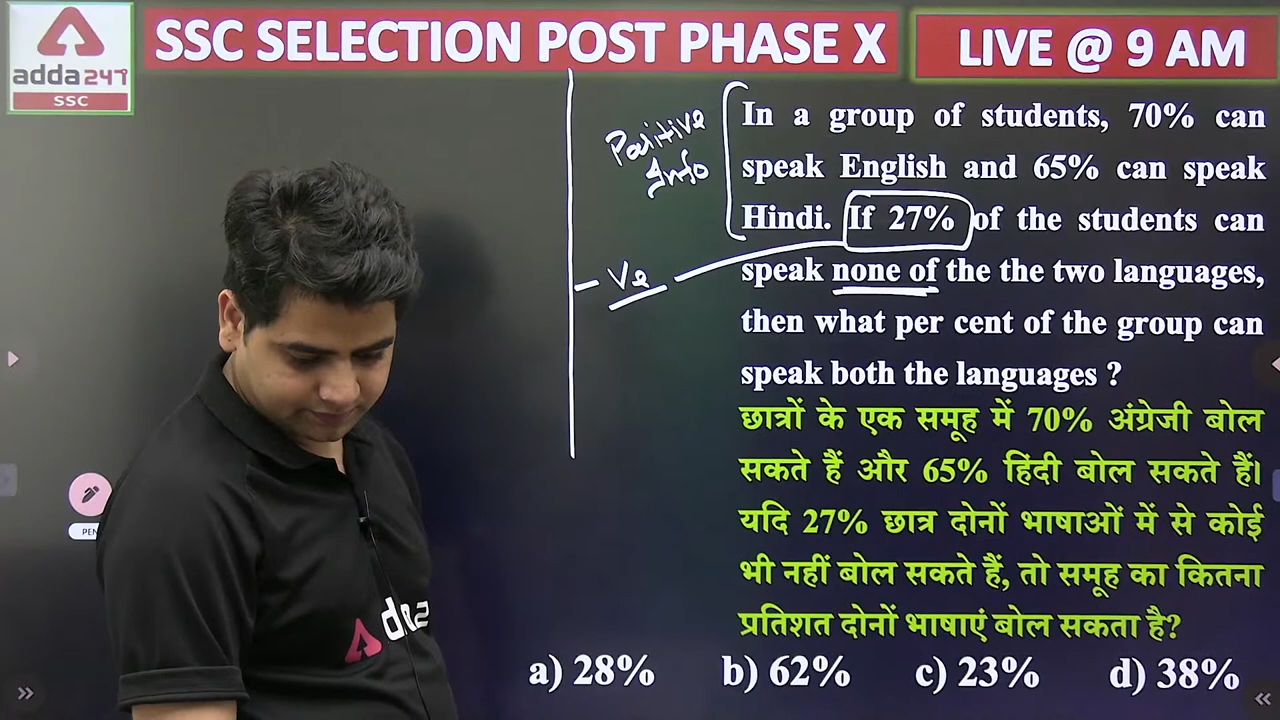 adda247
SSC
SSC SELECTION POST PHASE X
LIVE @ 9 AM
Positive
Info
- Ve
In a group of students, 70% can
speak English and 65% can speak
Hindi. If 27% of the students can
speak none of the the two languages,
then what per cent of the group can
speak both the languages ?
छात्रों के एक समूह में 70% अंग्रेजी बोल
सकते हैं और 65% हिंदी बोल सकते हैं।
यदि 27% छात्र दोनों भाषाओं में से कोई
भी नहीं बोल सकते हैं, तो समूह का कितना
प्रतिशत दोनों भाषाएं बोल सकता है?
a) 28% b) 62% c) 23% d) 38%
PEN